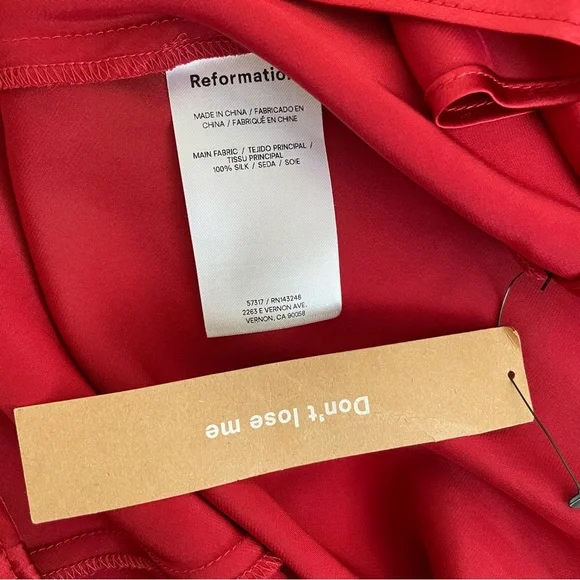 Reformation
MADE IN CHINA / FABRICADO EN
CHINA / FABRIQUÉ EN CHINE
MAIN FABRIC / TEJIDO PRINCIPAL /
TISSU PRINCIPAL
100% SILK / SEDA / SOIE
57317 / RN143248
2263 E VERNON AVE.
VERNON, CA 90058
Don't lose me